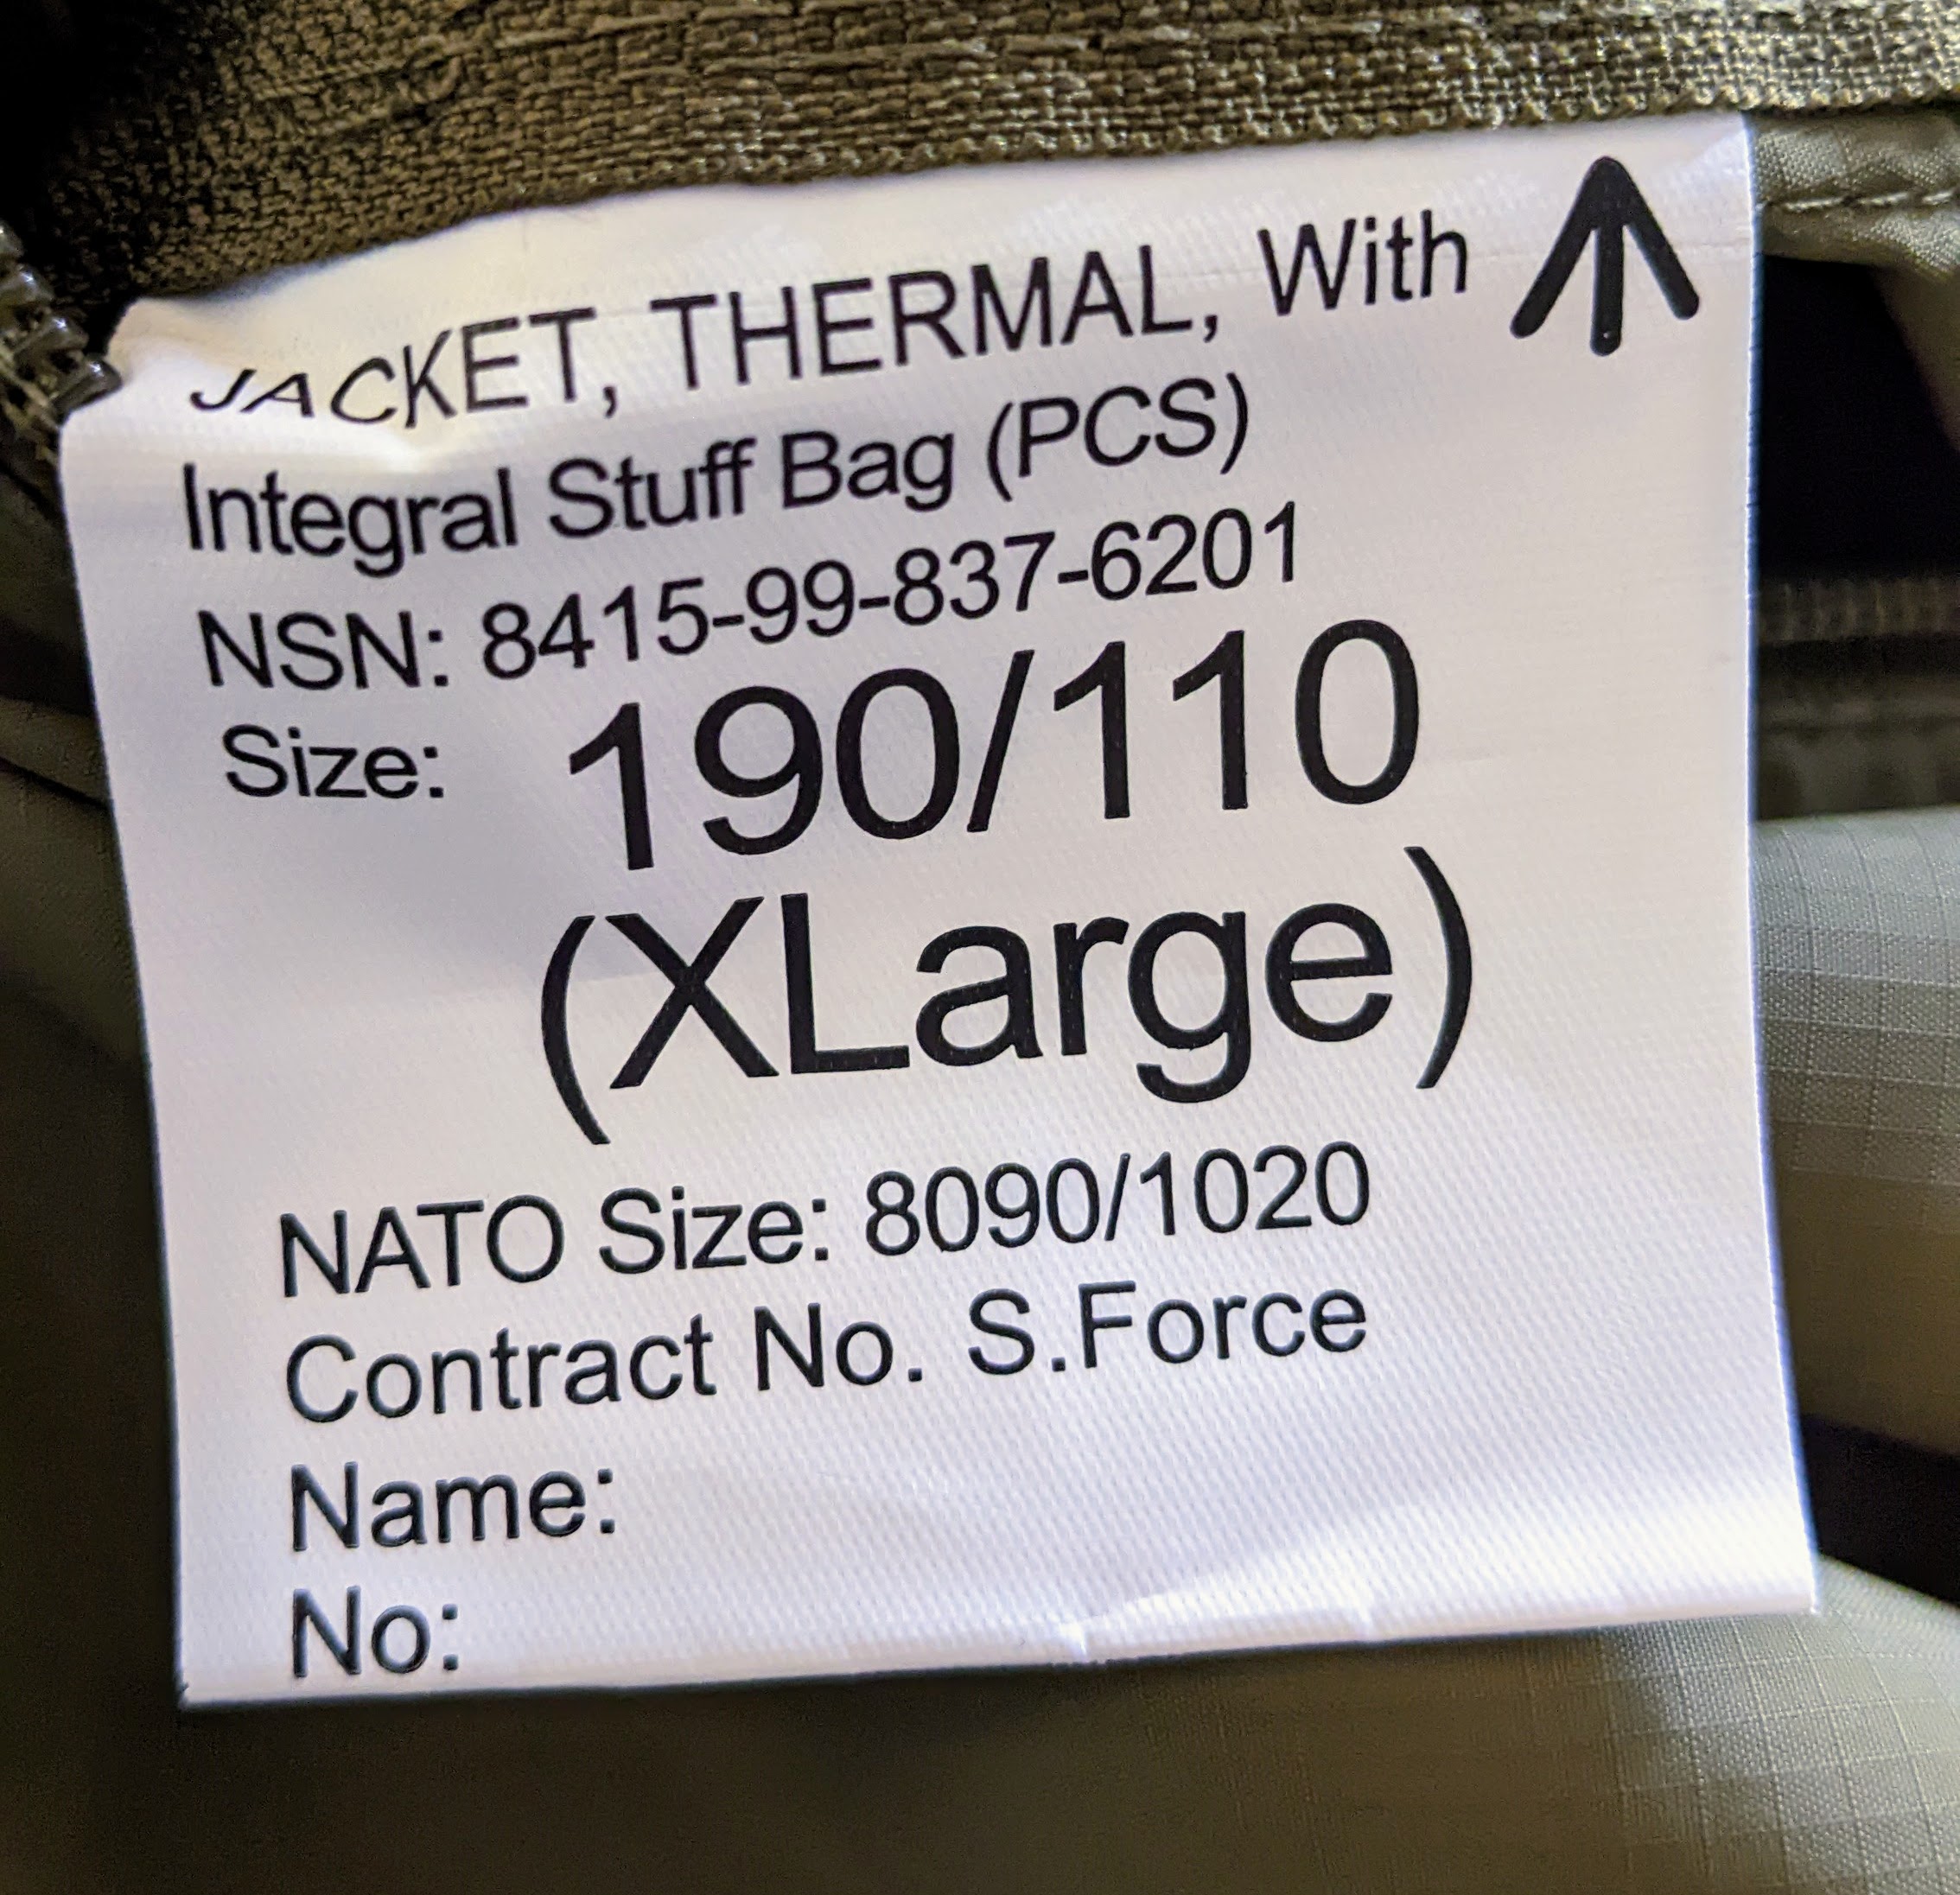 JACKET, THERMAL, With
Integral Stuff Bag (PCS)
NSN: 8415-99-837-6201
Size: 190/110
(XLarge)
NATO Size: 8090/1020
Contract No. S.Force
Name:
No: